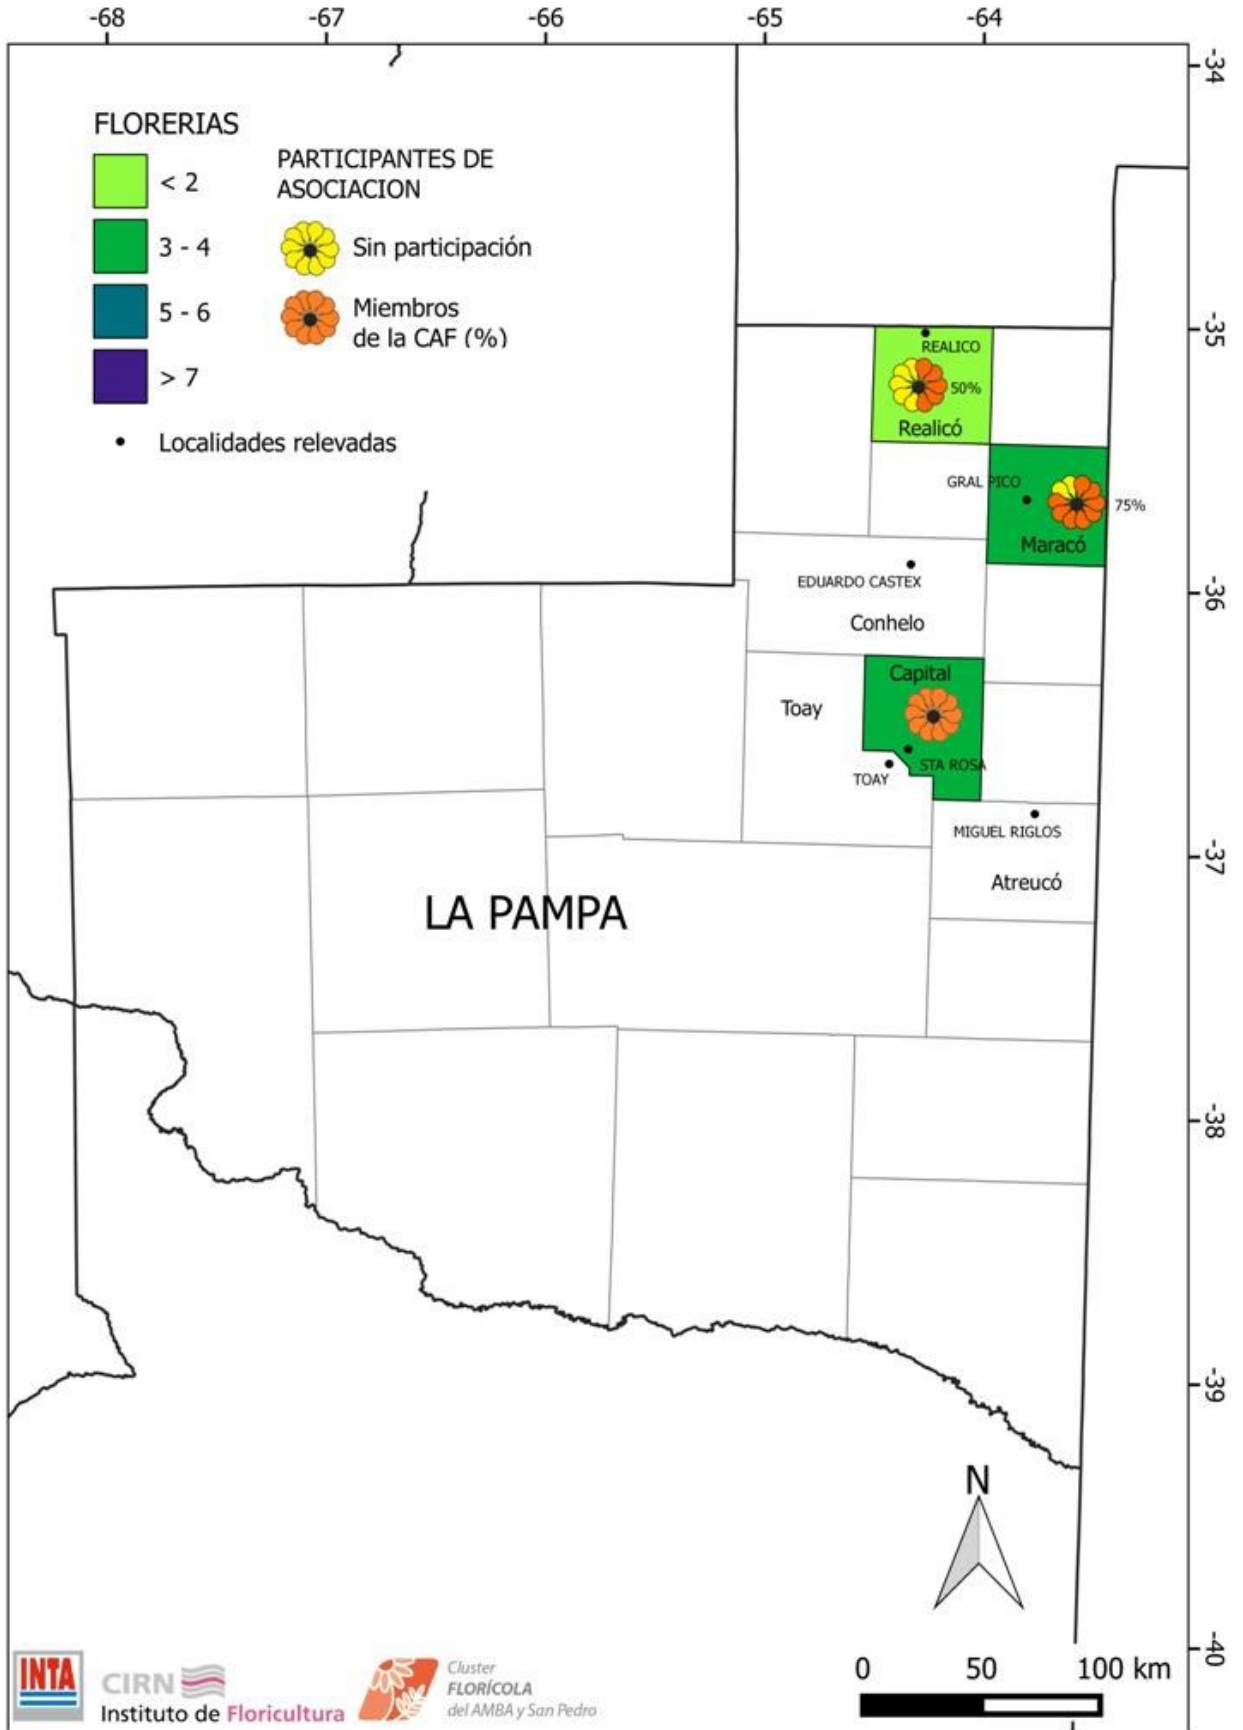 -68
-67
-66
-65
-64
-34
FLORERIAS
< 2
3 - 4
5 - 6
> 7
PARTICIPANTES DE
ASOCIACION
Sin participación
Miembros
de la CAF (%)
Localidades relevadas
-35
REALICO
50%
Realicó
GRAL PICO
75%
Maracó
EDUARDO CASTEX
-36
Conhelo
Capital
Toay
STA ROSA
TOAY
MIGUEL RIGLOS
-37
Atreucó
LA PAMPA
-38
-39
N
-40
0 50 100 km
INTA
CIRN
Instituto de Floricultura
Cluster
FLORÍCOLA
del AMBA y San Pedro